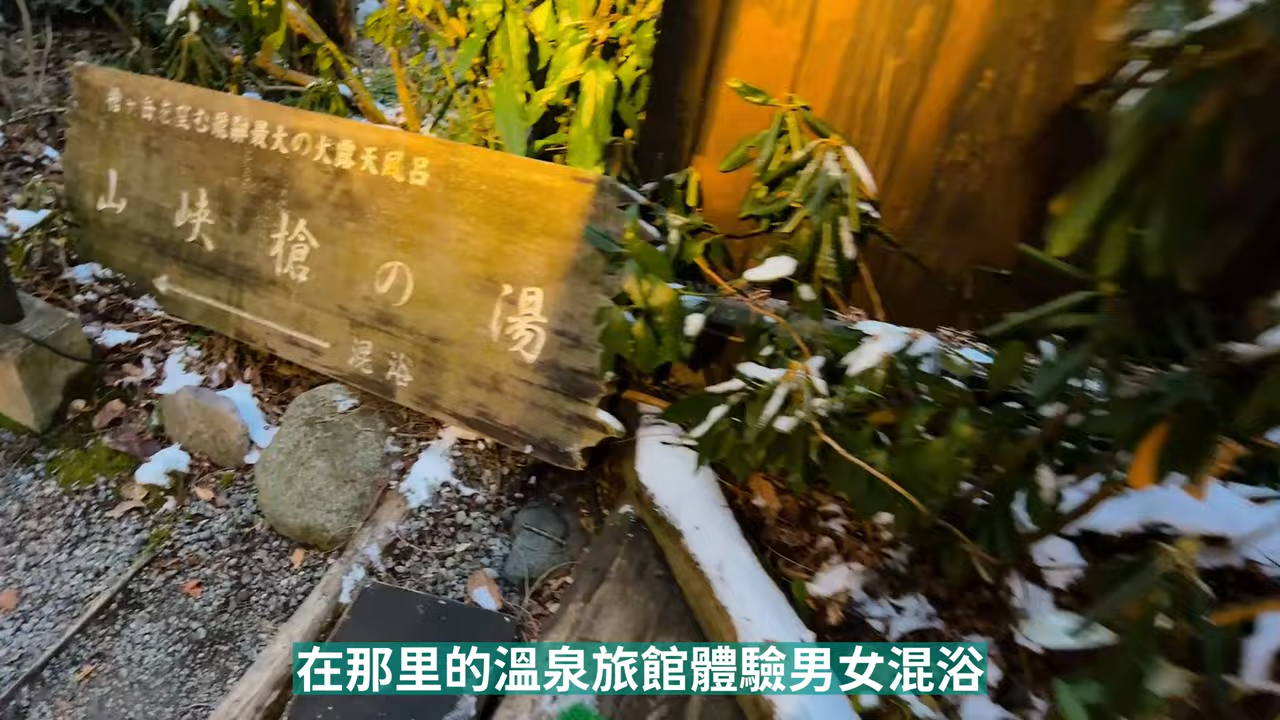 槍ヶ岳を望む飛騨最大の大露天風呂
山峡槍の湯
←
混浴
在那里的溫泉旅館體驗男女混浴